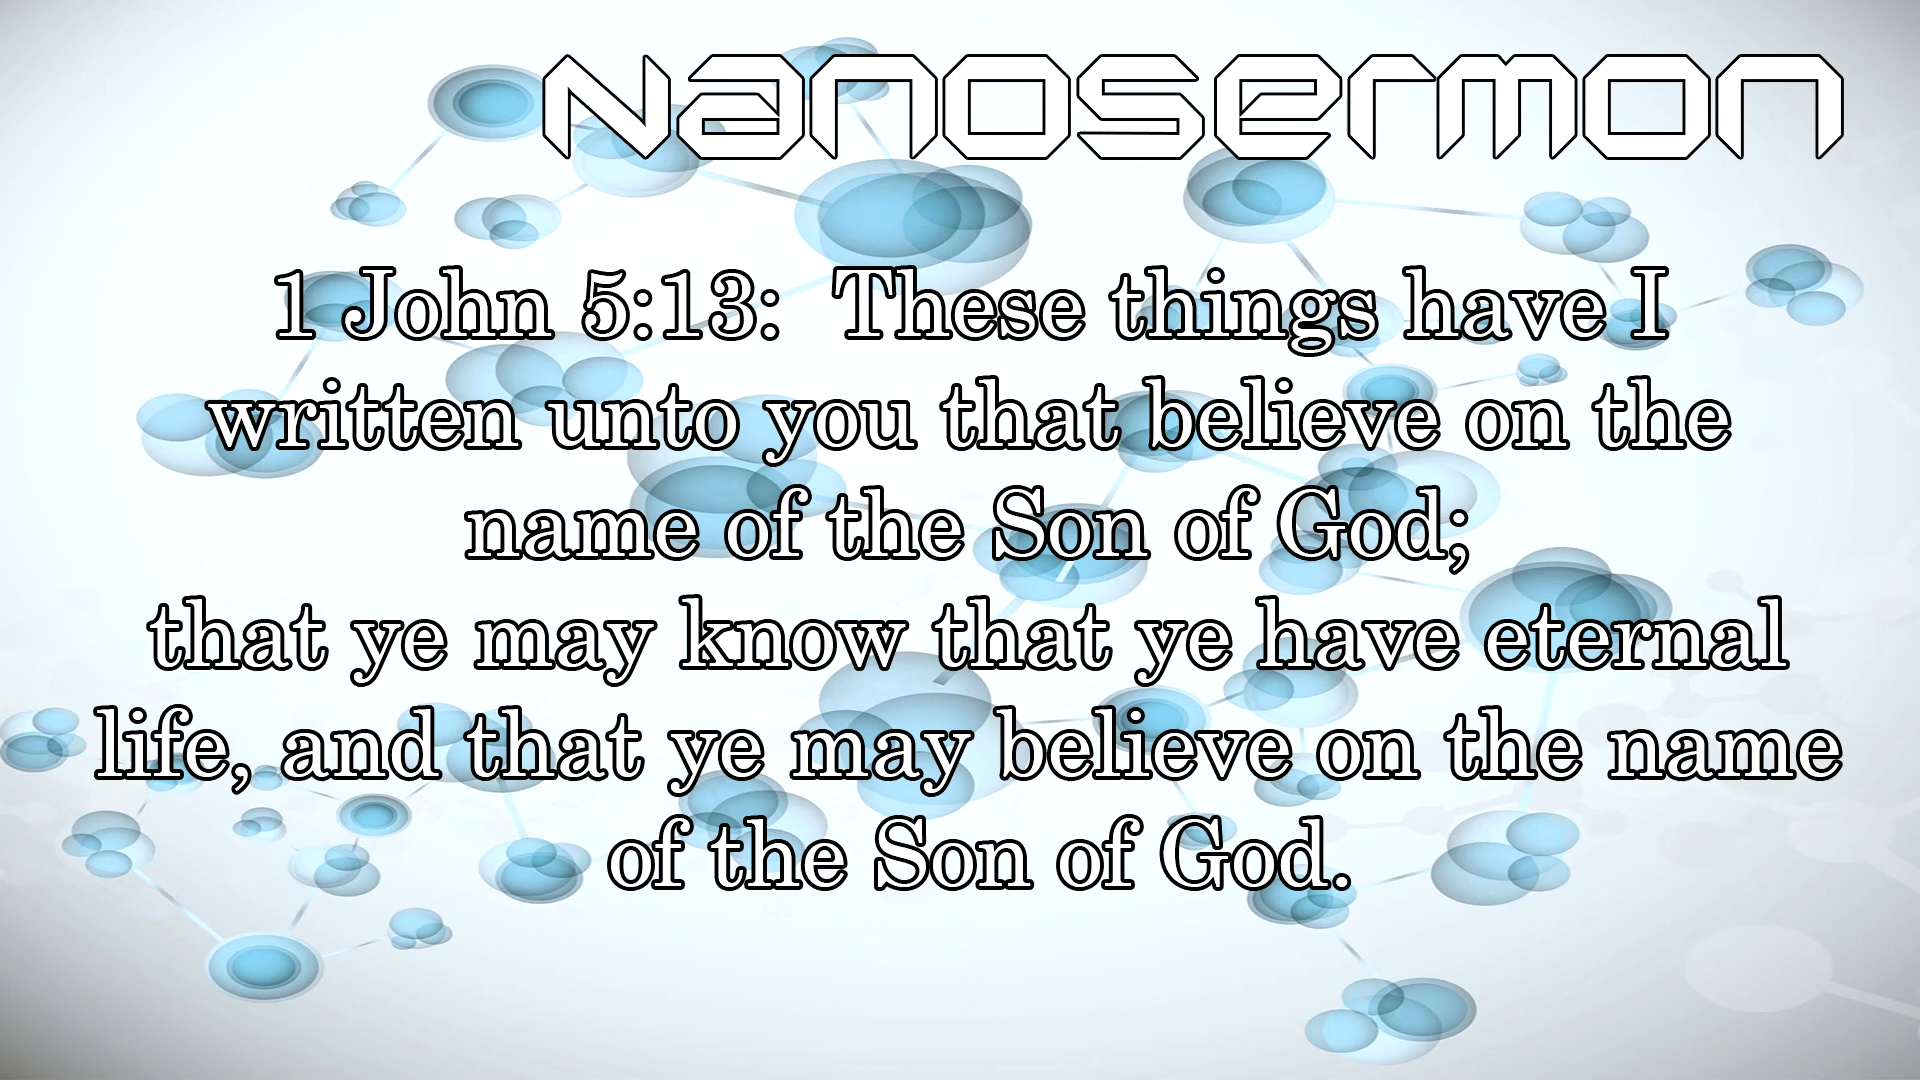 Nanosermon
1 John 5:13:  These things have I
written unto you that believe on the
name of the Son of God;
that ye may know that ye have eternal
life, and that ye may believe on the name
of the Son of God.